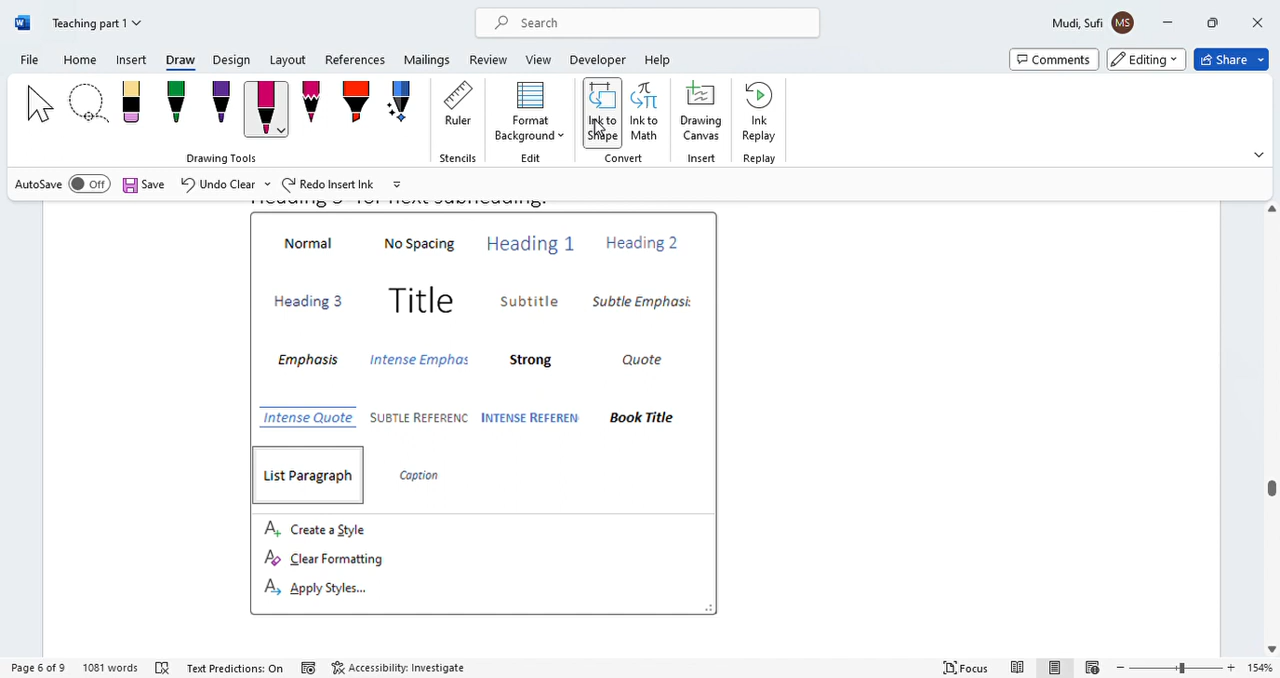 Teaching part 1
Search
Mudi, Sufi MS
File Home Insert Draw Design Layout References Mailings Review View Developer Help
Comments Editing Share
Ruler
Format Background
Ink to Shape
Ink to Math
Drawing Canvas
Ink Replay
Drawing Tools Stencils Edit Convert Insert Replay
AutoSave Off Save Undo Clear Redo Insert Ink
for next subheading.
Normal No Spacing Heading 1 Heading 2
Heading 3 Title Subtitle Subtle Emphasi
Emphasis Intense Emphas Strong Quote
Intense Quote SUBTLE REFERENC INTENSE REFEREN Book Title
List Paragraph Caption
Create a Style
Clear Formatting
Apply Styles...
Page 6 of 9 1081 words Text Predictions: On Accessibility: Investigate Focus 154%